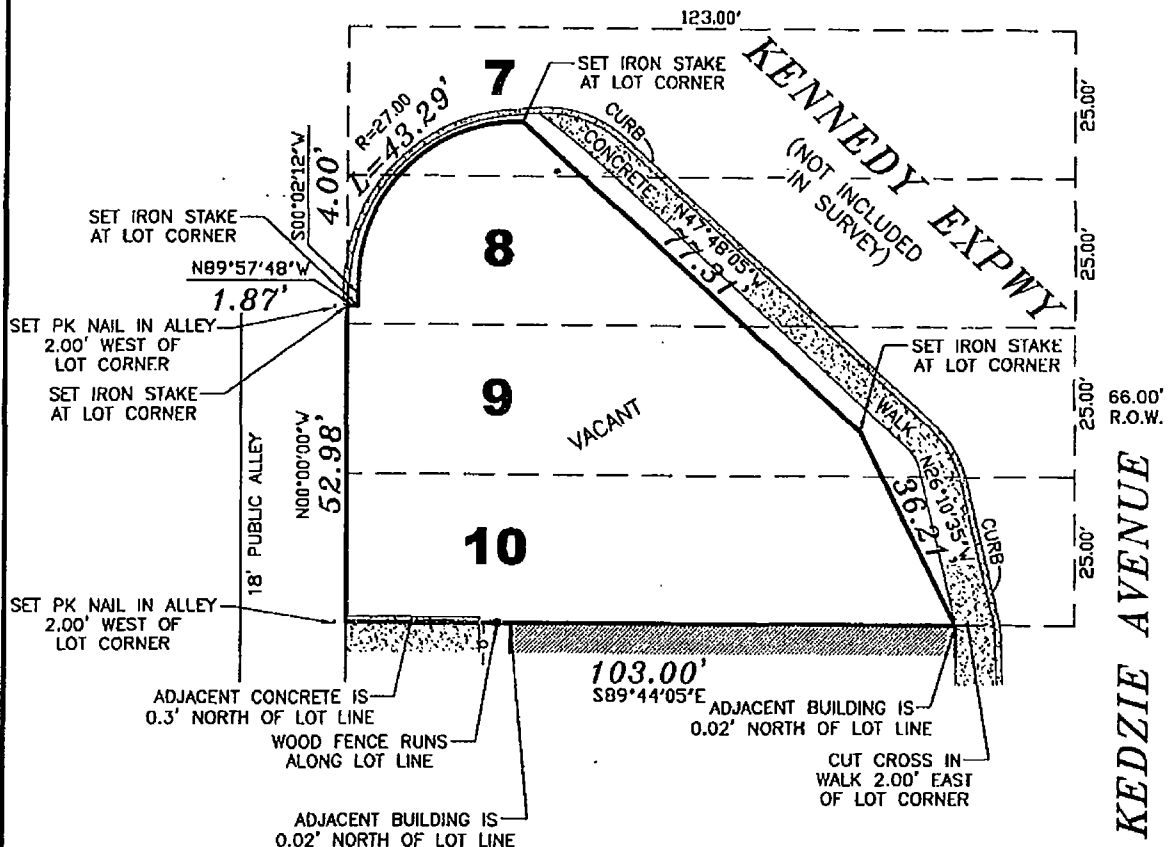 123.00'
7
SET IRON STAKE
AT LOT CORNER
KENNEDY EXPWY
(NOT INCLUDED
IN SURVEY)
25.00'
CURB
CONCRETE
R=27.00
L=43.29'
S00°02'12"W
4.00'
SET IRON STAKE
AT LOT CORNER
N89°57'48"W
1.87'
8
N47°48'05"W
77.31'
25.00'
SET PK NAIL IN ALLEY
2.00' WEST OF
LOT CORNER
SET IRON STAKE
AT LOT CORNER
SET IRON STAKE
AT LOT CORNER
9
VACANT
WALK
25.00'
66.00'
R.O.W.
18' PUBLIC ALLEY
N00°00'00"W
52.98'
10
N26°10'35"W
36.21'
CURB
25.00'
KEDZIE AVENUE
SET PK NAIL IN ALLEY
2.00' WEST OF
LOT CORNER
103.00'
S89°44'05"E
ADJACENT CONCRETE IS
0.3' NORTH OF LOT LINE
WOOD FENCE RUNS
ALONG LOT LINE
ADJACENT BUILDING IS
0.02' NORTH OF LOT LINE
CUT CROSS IN
WALK 2.00' EAST
OF LOT CORNER
ADJACENT BUILDING IS
0.02' NORTH OF LOT LINE